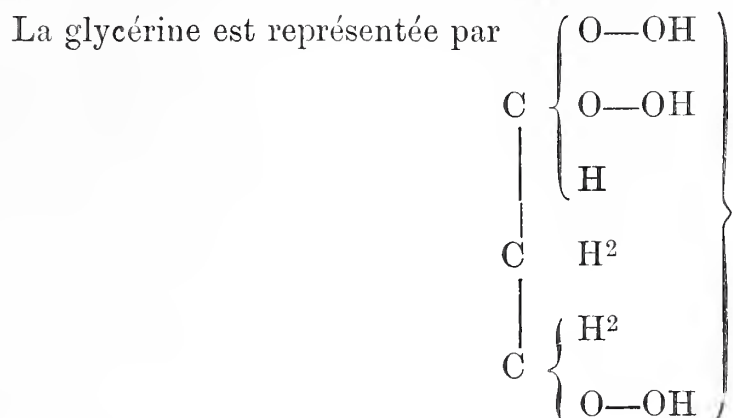 La glycérine est représentée par
O—OH
C O—OH
H
C H²
H²
C
O—OH